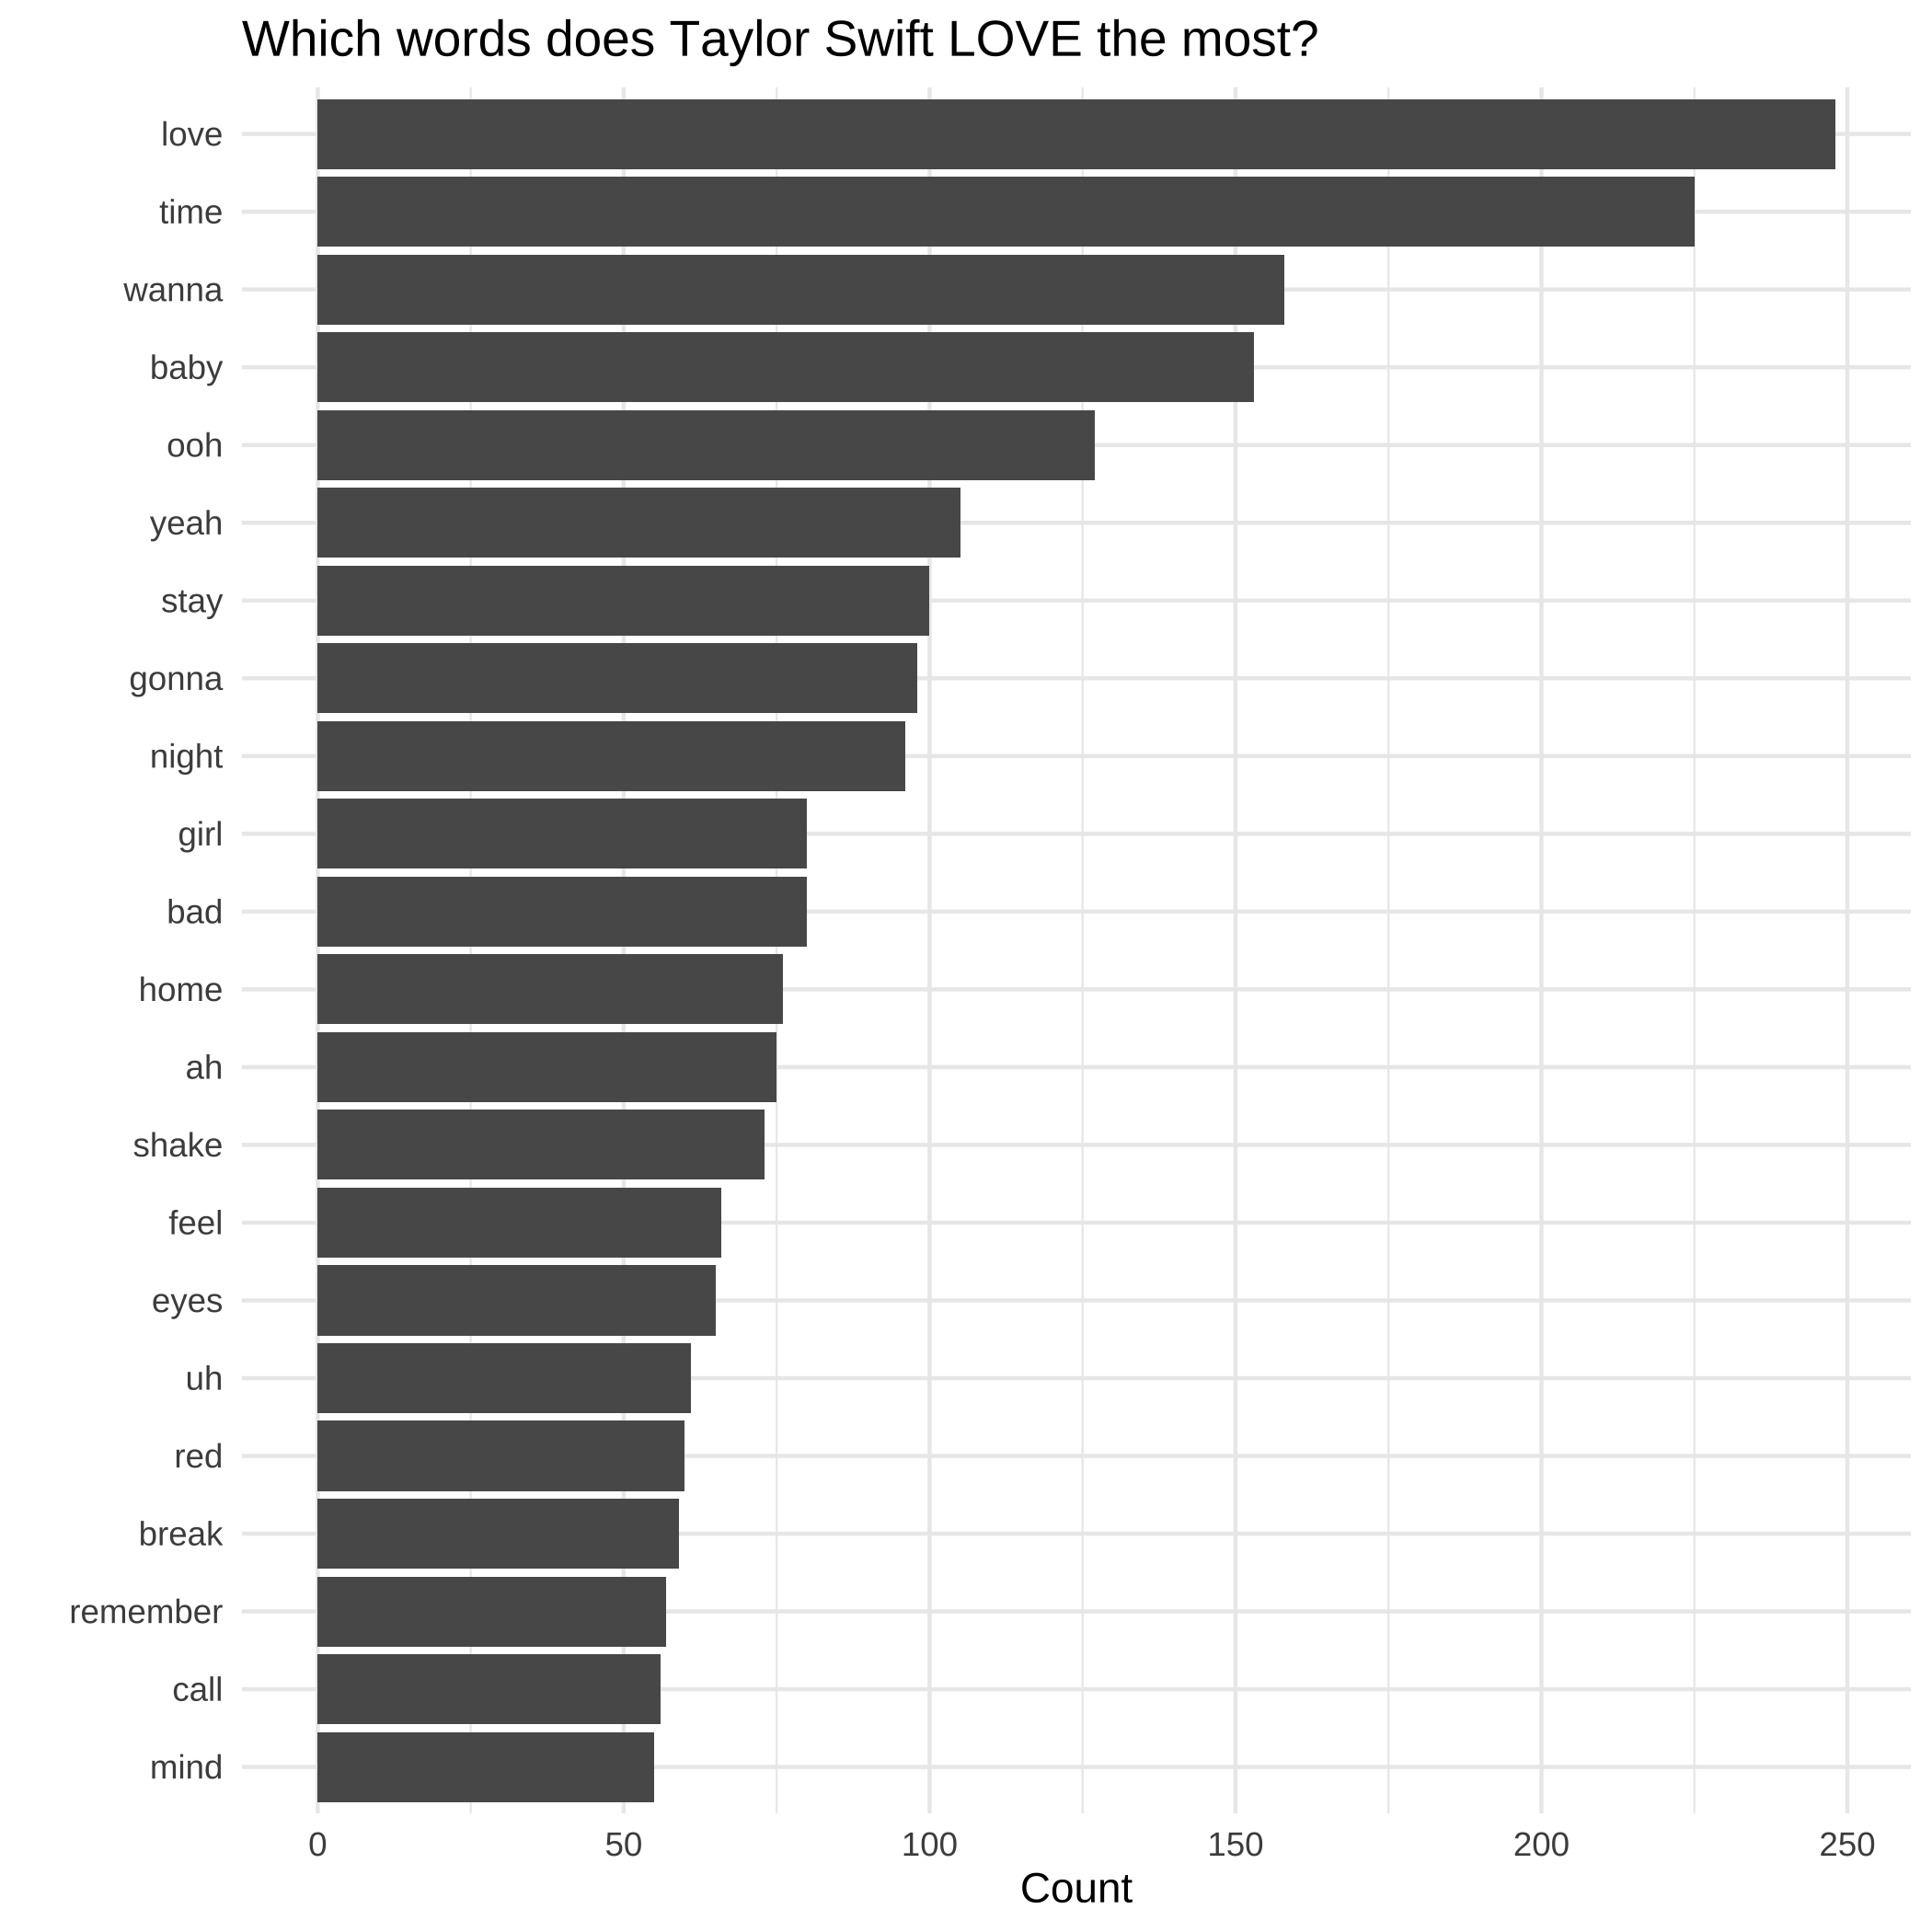 Which words does Taylor Swift LOVE the most?
love
time
wanna
baby
ooh
yeah
stay
gonna
night
girl
bad
home
ah
shake
feel
eyes
uh
red
break
remember
call
mind
0 50 100 150 200 250
Count